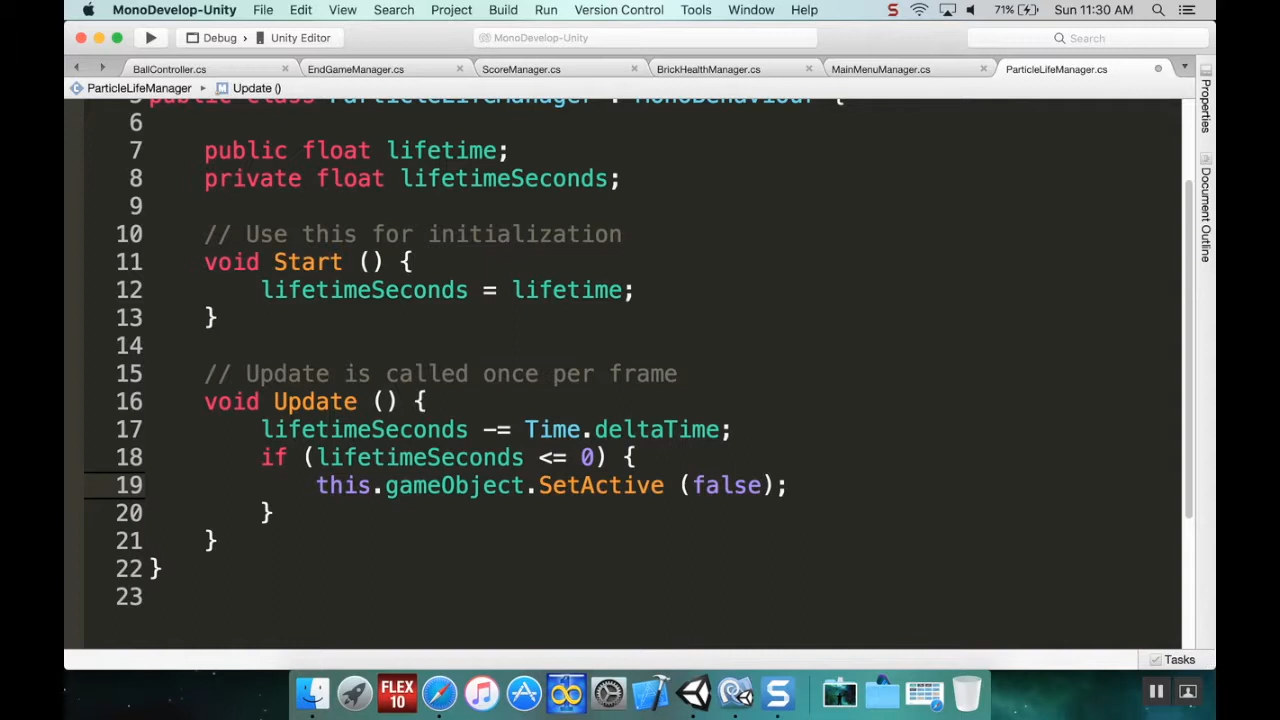 MonoDevelop-Unity File Edit View Search Project Build Run Version Control Tools Window Help S 71% Sun 11:30 AM
Debug > Unity Editor MonoDevelop-Unity Search
BallController.cs EndGameManager.cs ScoreManager.cs BrickHealthManager.cs MainMenuManager.cs ParticleLifeManager.cs
ParticleLifeManager Update ()
5 public class ParticleLifeManager : MonoBehaviour {
6
7 public float lifetime;
8 private float lifetimeSeconds;
9
10 // Use this for initialization
11 void Start () {
12 lifetimeSeconds = lifetime;
13 }
14
15 // Update is called once per frame
16 void Update () {
17 lifetimeSeconds -= Time.deltaTime;
18 if (lifetimeSeconds <= 0) {
19 this.gameObject.SetActive (false);
20 }
21 }
22 }
23
Properties
Document Outline
Tasks
FLEX
10
S